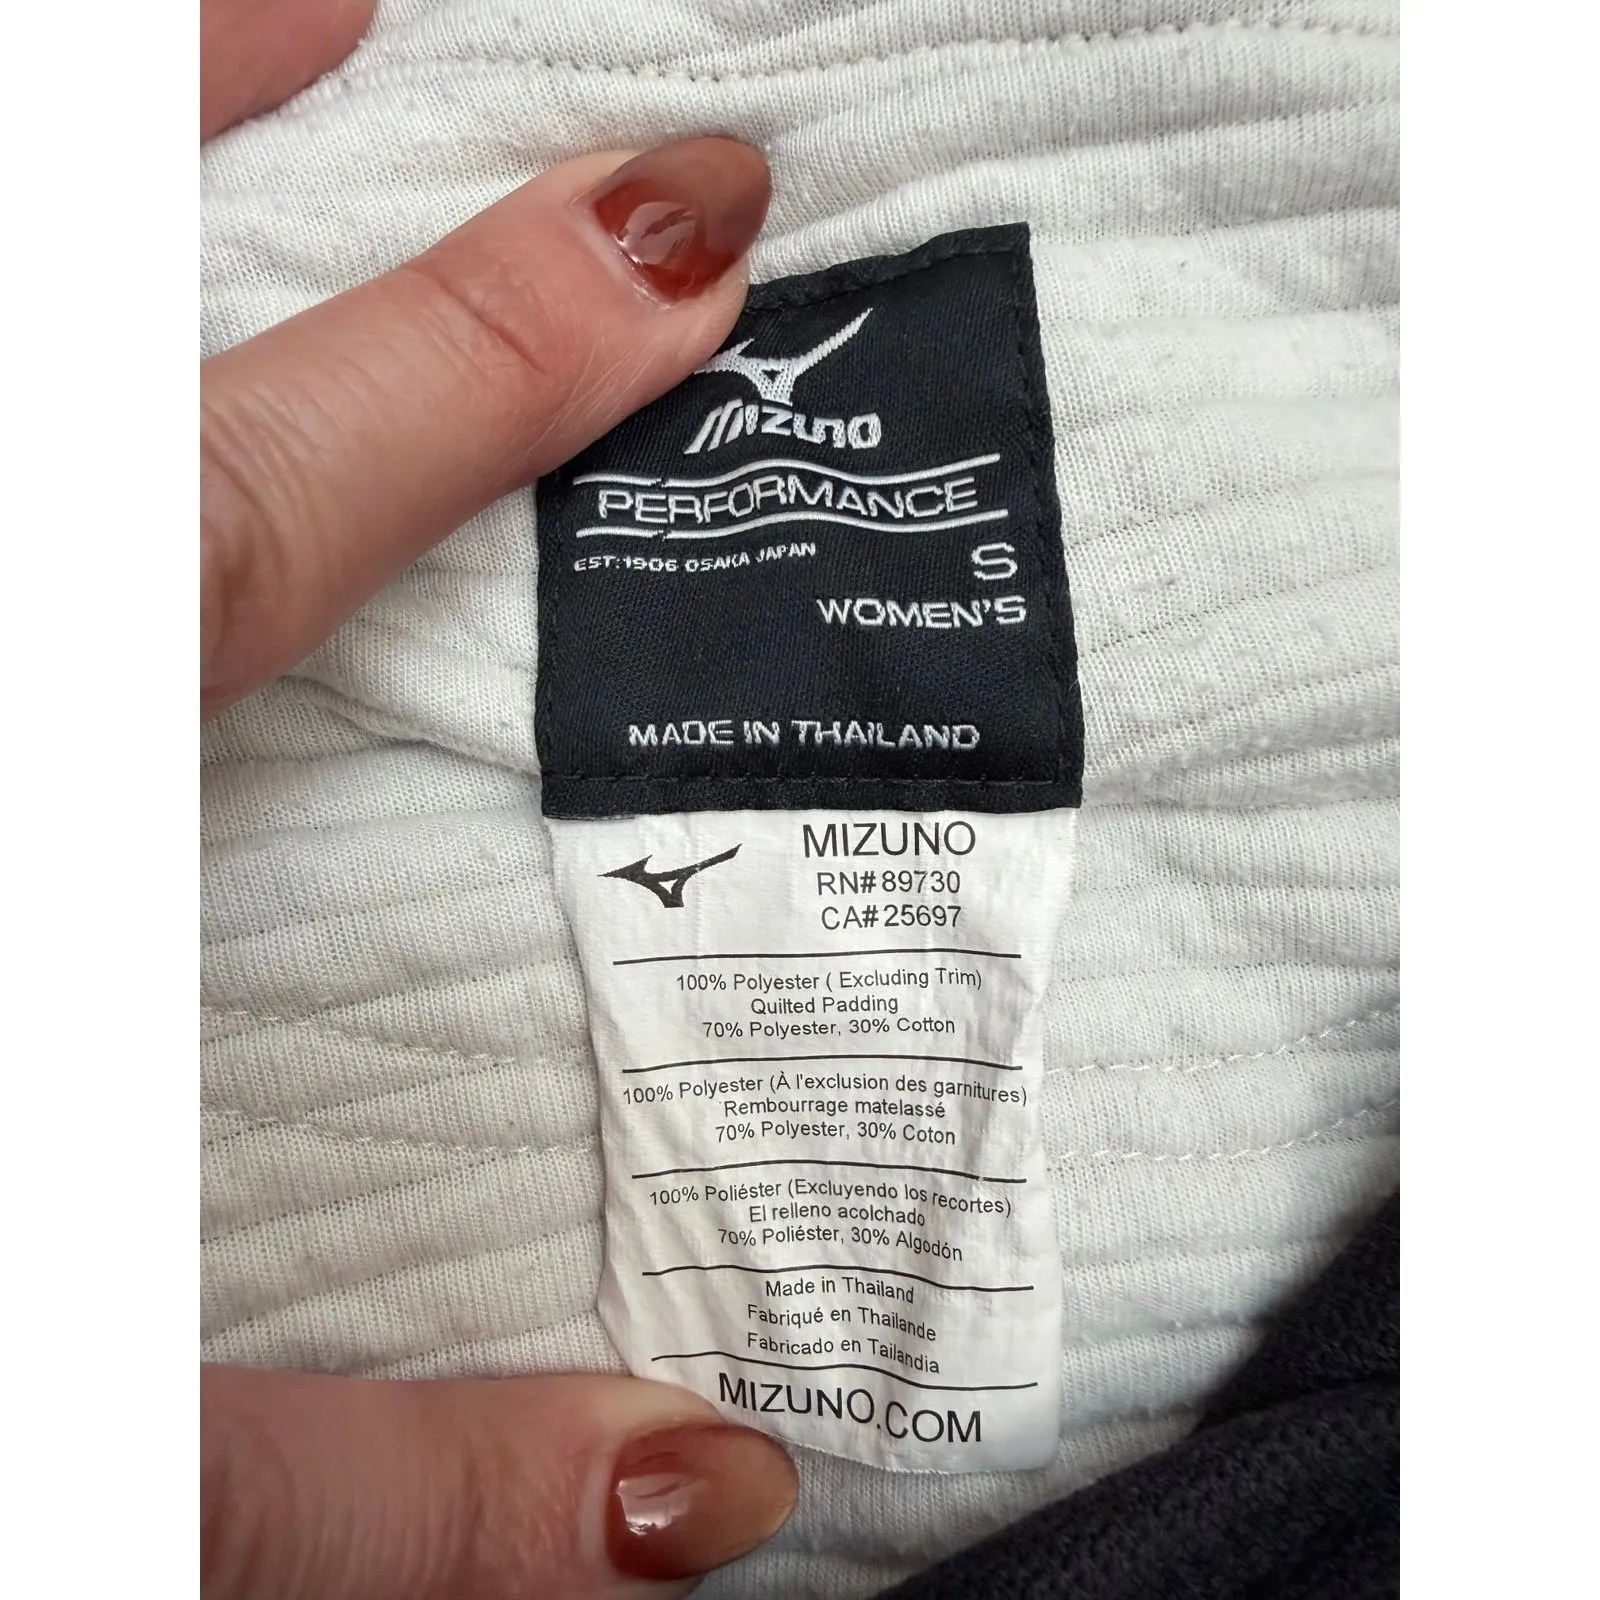 MIZUNO
PERFORMANCE
EST:1906 OSAKA JAPAN
S
WOMEN'S
MADE IN THAILAND
MIZUNO
RN#89730
CA#25697
100% Polyester ( Excluding Trim)
Quilted Padding
70% Polyester, 30% Cotton
100% Polyester (À l'exclusion des garnitures)
Rembourrage matelassé
70% Polyester, 30% Coton
100% Poliéster (Excluyendo los recortes)
El relleno acolchado
70% Poliéster, 30% Algodón
Made in Thailand
Fabriqué en Thailande
Fabricado en Tailandia
MIZUNO.COM